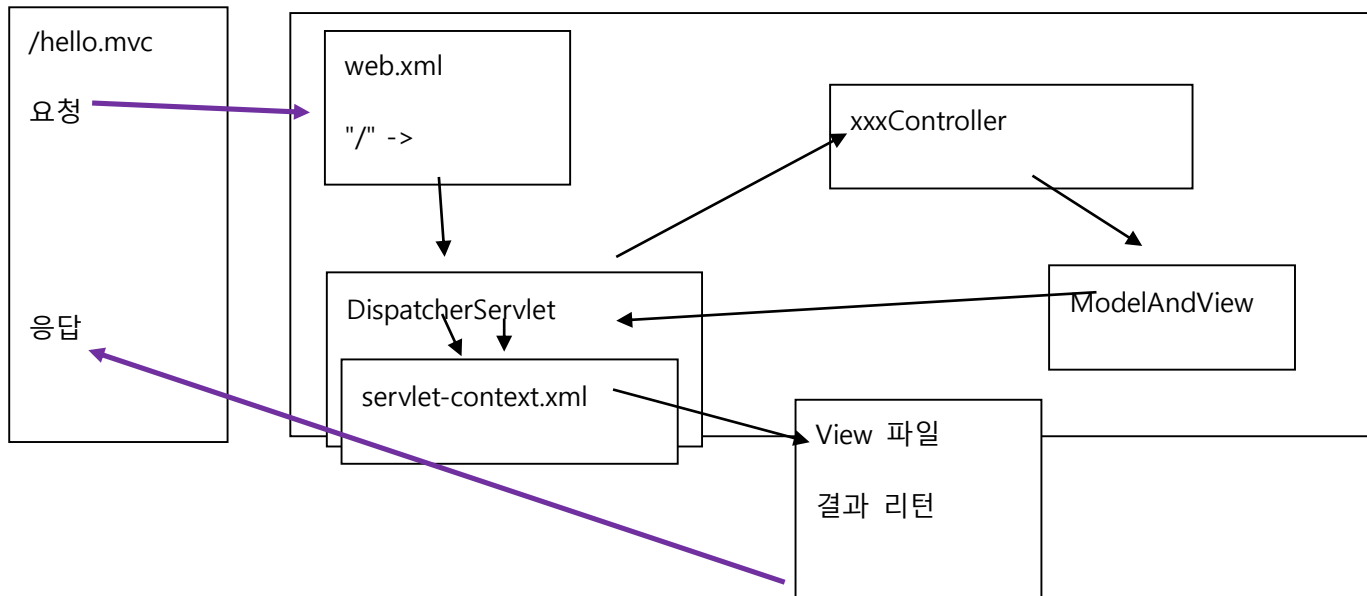 /hello.mvc
요청
응답
web.xml
"/" ->
xxxController
DispatcherServlet
servlet-context.xml
ModelAndView
View 파일
결과 리턴